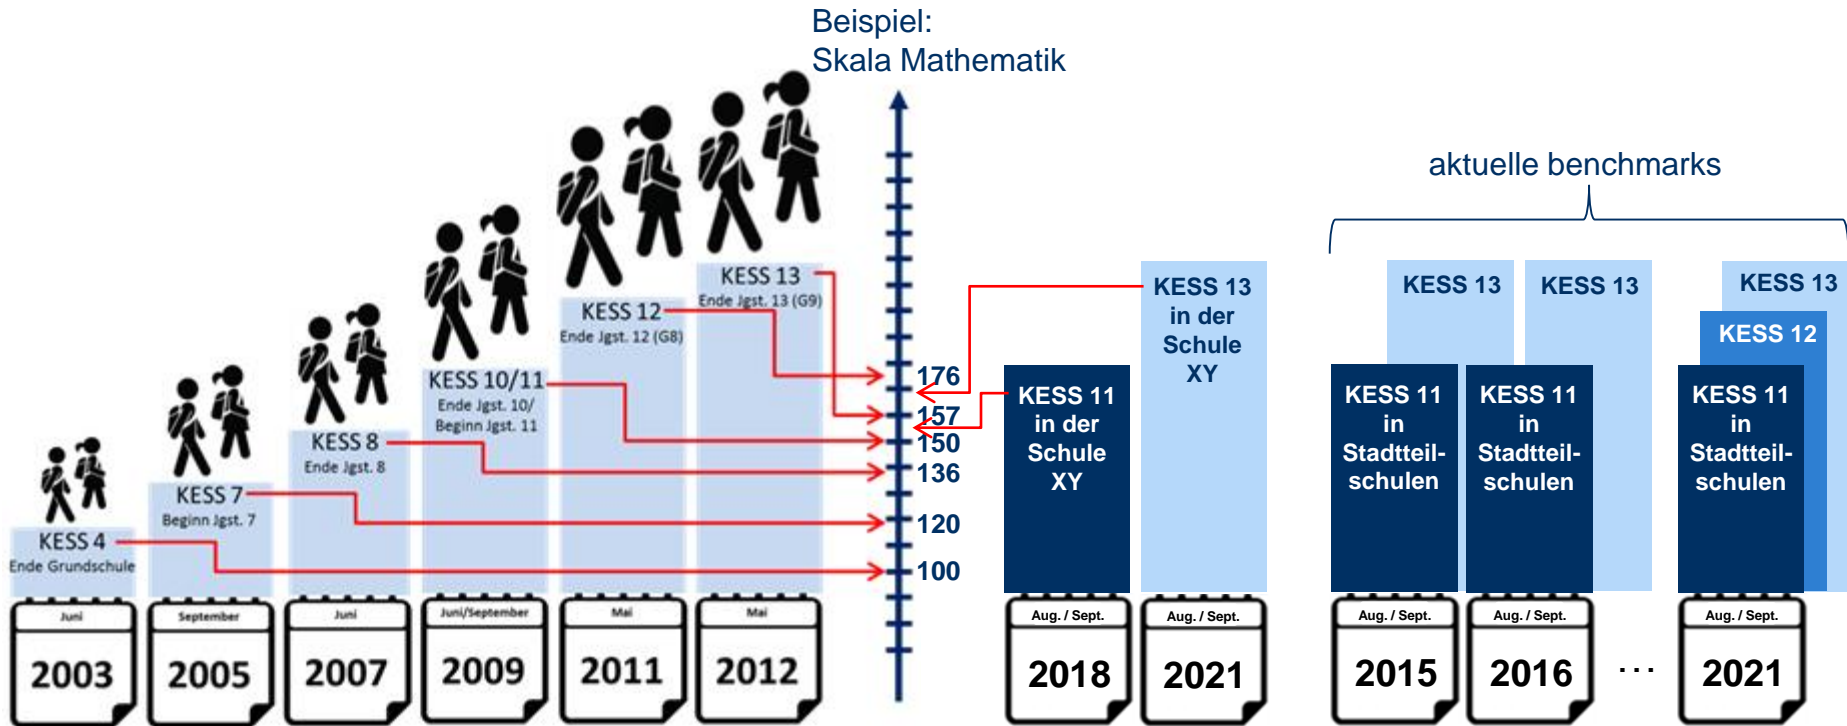 Beispiel:
Skala Mathematik
aktuelle benchmarks
KESS 4
Ende Grundschule
KESS 7
Beginn Jgst. 7
KESS 8
Ende Jgst. 8
KESS 10/11
Ende Jgst. 10/
Beginn Jgst. 11
KESS 12
Ende Jgst. 12 (G8)
KESS 13
Ende Jgst. 13 (G9)
176
157
150
136
120
100
KESS 11
in der
Schule
XY
KESS 13
in der
Schule
XY
KESS 13
KESS 11
in
Stadtteil-
schulen
KESS 13
KESS 11
in
Stadtteil-
schulen
KESS 13
KESS 12
KESS 11
in
Stadtteil-
schulen
Juni
2003
September
2005
Juni
2007
Juni/September
2009
Mai
2011
Mai
2012
Aug. / Sept.
2018
Aug. / Sept.
2021
Aug. / Sept.
2015
Aug. / Sept.
2016
...
Aug. / Sept.
2021